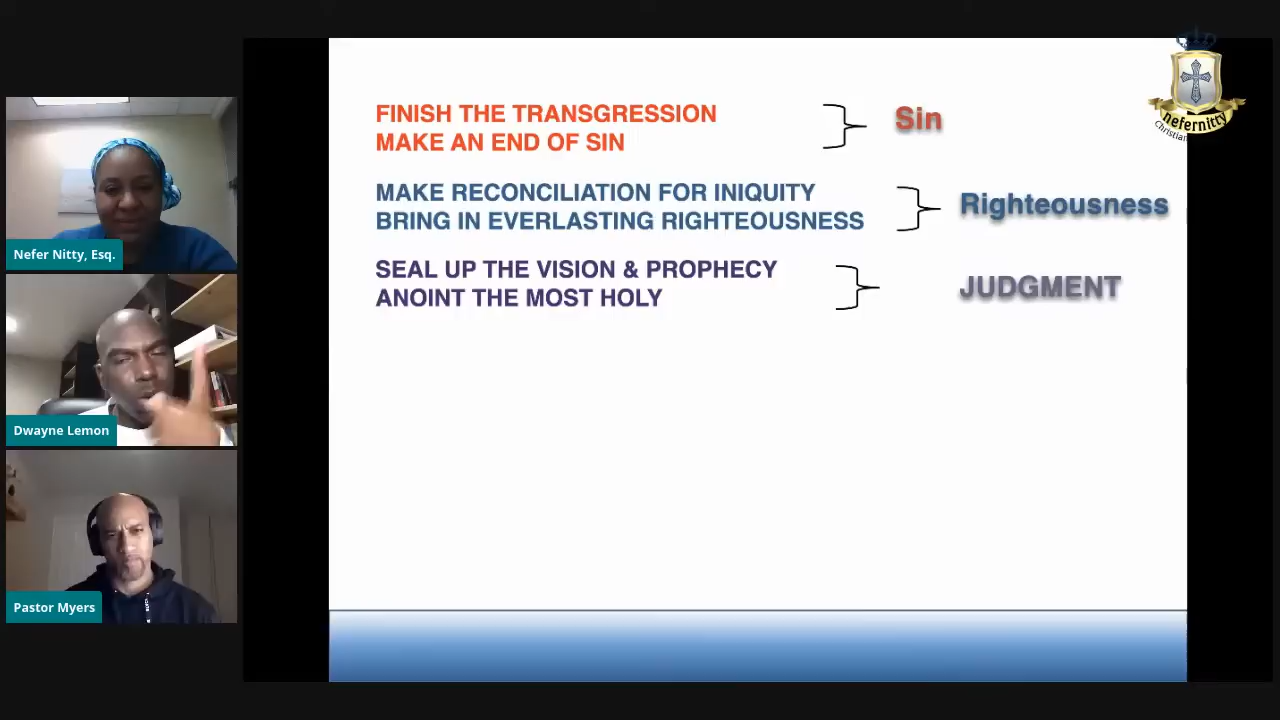 FINISH THE TRANSGRESSION
MAKE AN END OF SIN
Sin
MAKE RECONCILIATION FOR INIQUITY
BRING IN EVERLASTING RIGHTEOUSNESS
Righteousness
SEAL UP THE VISION & PROPHECY
ANOINT THE MOST HOLY
JUDGMENT
nefernitty
Christian
Nefer Nitty, Esq.
Dwayne Lemon
Pastor Myers